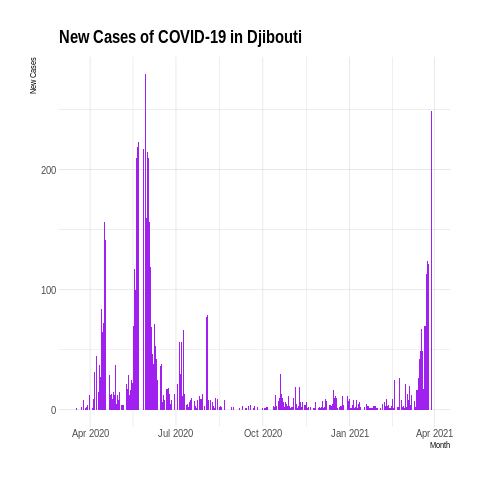 New Cases of COVID-19 in Djibouti
New Cases
200
100
0
Apr 2020 Jul 2020 Oct 2020 Jan 2021 Apr 2021
Month